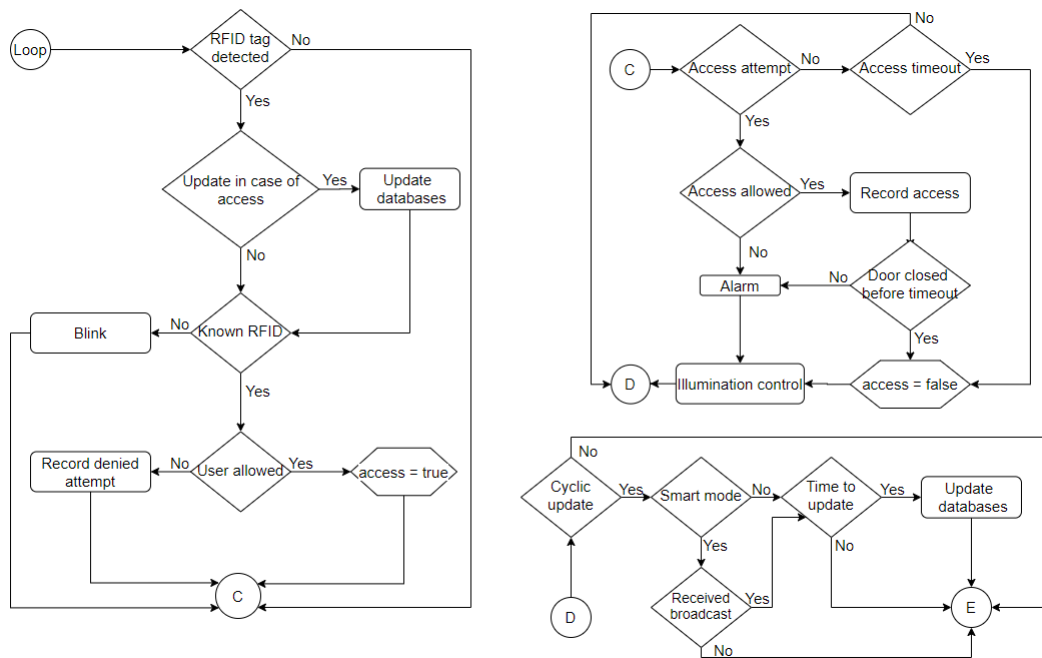 Loop
RFID tag
detected
No
Yes
Update in case of
access
Yes
Update
databases
No
Known RFID
No
Blink
Yes
User allowed
No
Record denied
attempt
Yes
access = true
C
C
Access attempt
No
Access timeout
No
Yes
Yes
Access allowed
Yes
Record access
No
Alarm
No
Door closed
before timeout
Yes
access = false
Illumination control
D
Cyclic
update
No
Yes
Smart mode
No
Time to
update
Yes
Update
databases
Yes
No
Received
broadcast
Yes
No
D
E